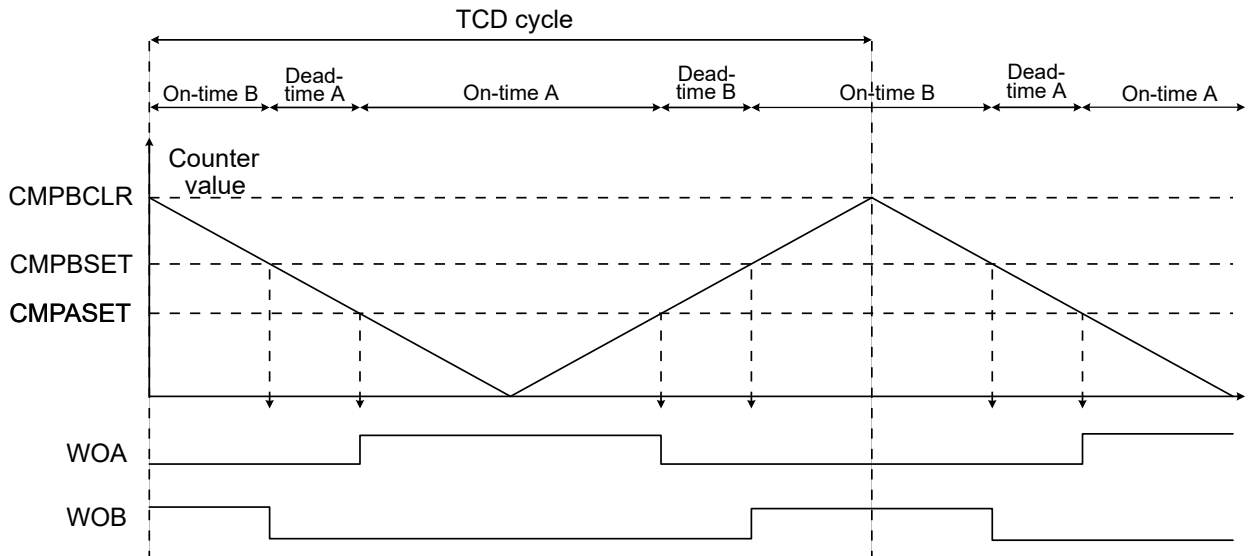 TCD cycle
On-time B
Dead-
time A
On-time A
Dead-
time B
On-time B
Dead-
time A
On-time A
Counter
value
CMPBCLR
CMPBSET
CMPASET
WOA
WOB